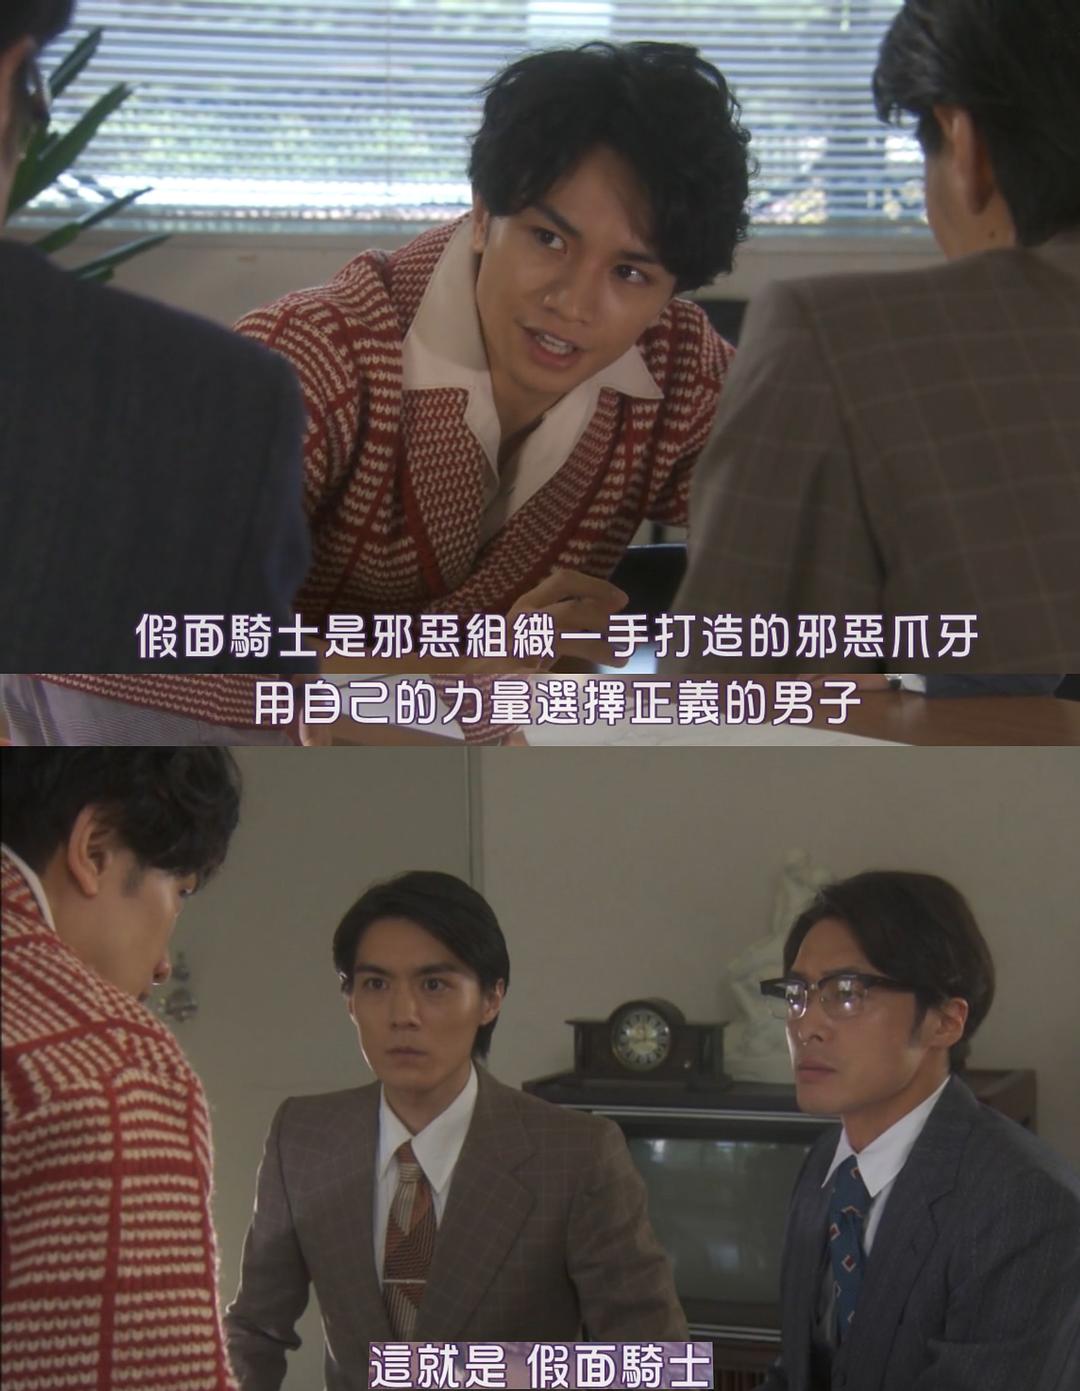 假面騎士是邪惡組織一手打造的邪惡爪牙
用自己的力量選擇正義的男子
這就是 假面騎士